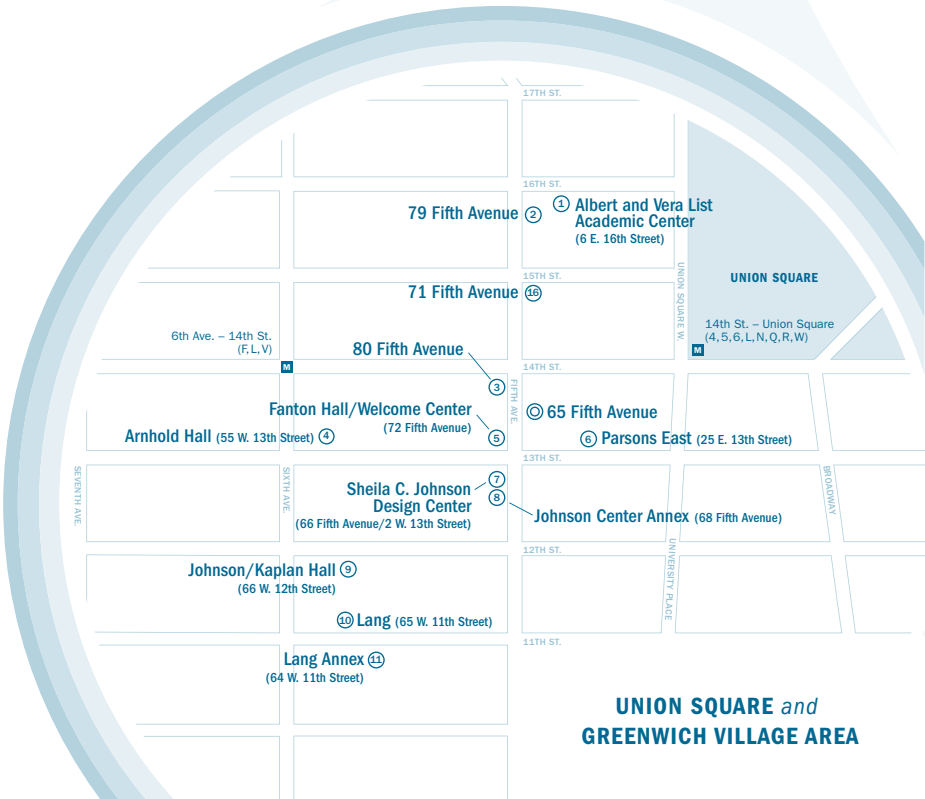 17TH ST.
16TH ST.
1 Albert and Vera List
Academic Center
(6 E. 16th Street)
79 Fifth Avenue 2
15TH ST.
UNION SQUARE W.
UNION SQUARE
71 Fifth Avenue 16
14th St. – Union Square
(4,5,6,L,N,Q,R,W)
M
6th Ave. – 14th St.
(F,L,V)
M
80 Fifth Avenue
3
14TH ST.
FIFTH AVE.
65 Fifth Avenue
Fanton Hall/Welcome Center
(72 Fifth Avenue)
5
Arnhold Hall (55 W. 13th Street) 4
6 Parsons East (25 E. 13th Street)
13TH ST.
SEVENTH AVE.
SIXTH AVE.
BROADWAY
7
8
Sheila C. Johnson
Design Center
(66 Fifth Avenue/2 W. 13th Street)
Johnson Center Annex (68 Fifth Avenue)
12TH ST.
UNIVERSITY PLACE
Johnson/Kaplan Hall 9
(66 W. 12th Street)
10 Lang (65 W. 11th Street)
11TH ST.
Lang Annex 11
(64 W. 11th Street)
UNION SQUARE and
GREENWICH VILLAGE AREA